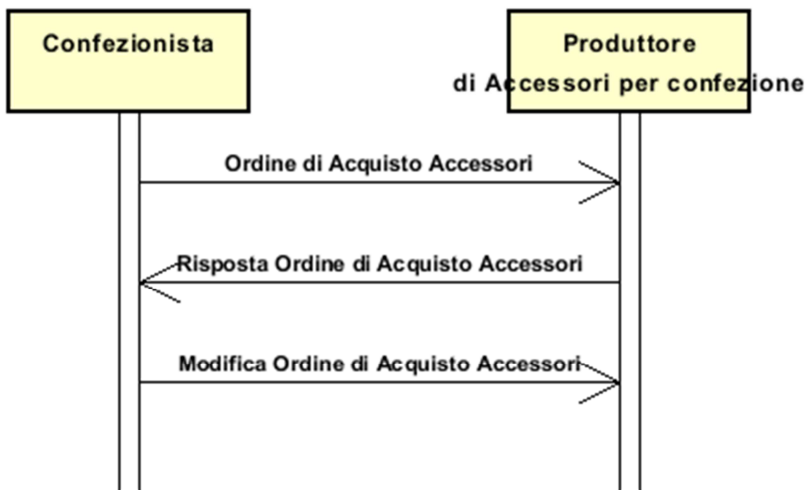 Confezionista
Produttore
di Accessori per confezione
Ordine di Acquisto Accessori
Risposta Ordine di Acquisto Accessori
Modifica Ordine di Acquisto Accessori